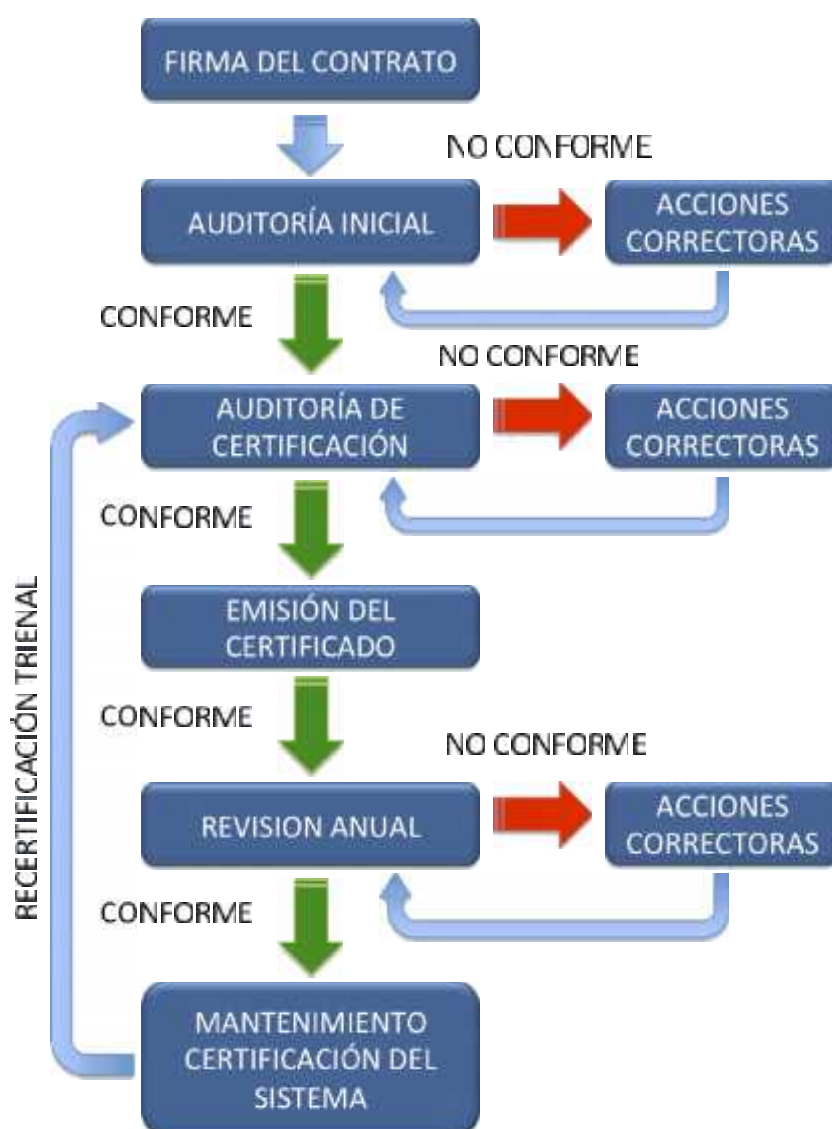 FIRMA DEL CONTRATO
NO CONFORME
AUDITORÍA INICIAL
ACCIONES
CORRECTORAS
CONFORME
NO CONFORME
AUDITORÍA DE
CERTIFICACIÓN
ACCIONES
CORRECTORAS
CONFORME
EMISIÓN DEL
CERTIFICADO
RECERTIFICACIÓN TRIENAL
CONFORME
NO CONFORME
REVISION ANUAL
ACCIONES
CORRECTORAS
CONFORME
MANTENIMIENTO
CERTIFICACIÓN DEL
SISTEMA